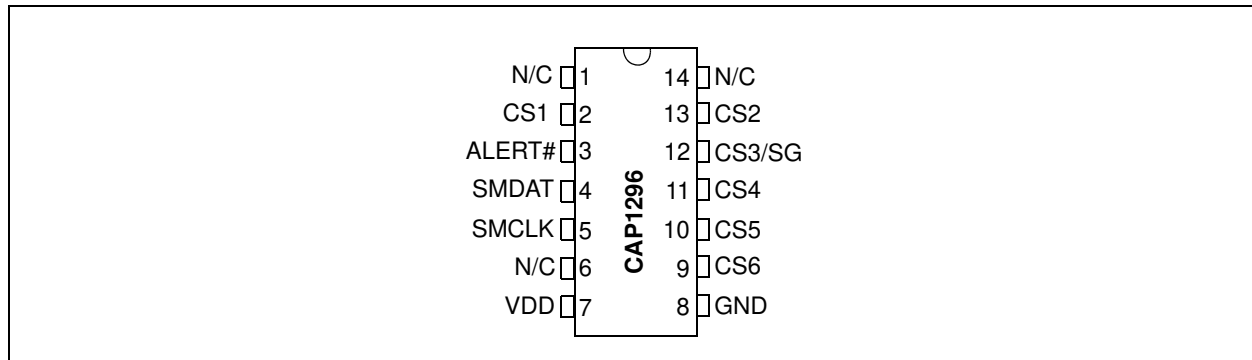 N/C 1 14 N/C
CS1 2 13 CS2
ALERT# 3 12 CS3/SG
SMDAT 4 11 CS4
SMCLK 5 10 CS5
N/C 6 9 CS6
VDD 7 8 GND
CAP1296